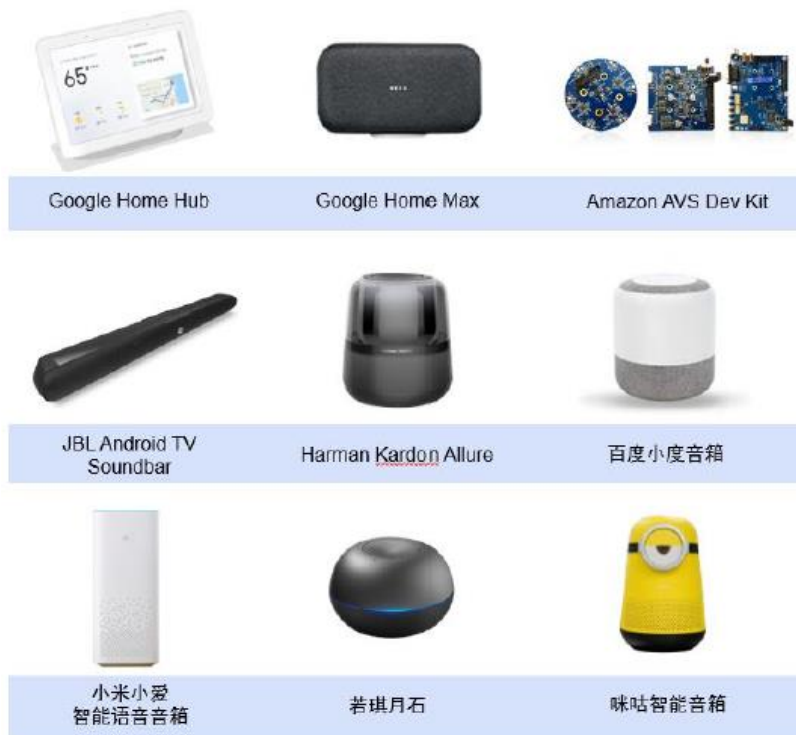 65°
Google Home Hub
Google Home Max
Amazon AVS Dev Kit
JBL Android TV
Soundbar
Harman Kardon Allure
百度小度音箱
小米小爱
智能语音音箱
若琪月石
咪咕智能音箱